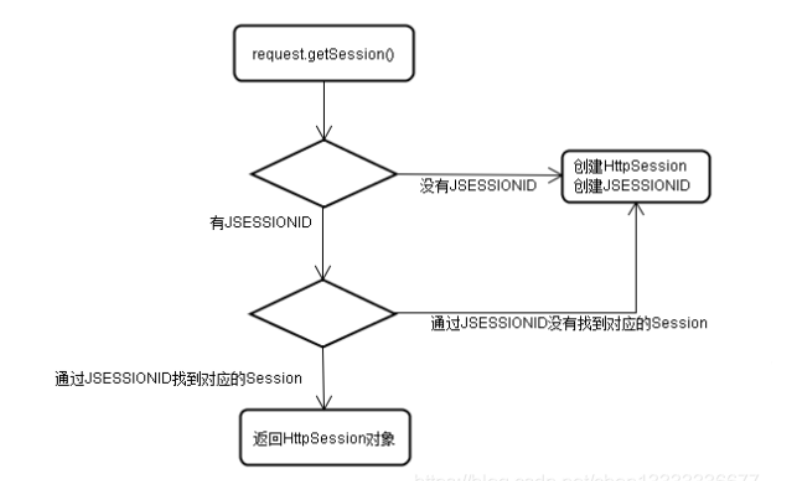 request.getSession()
没有JSESSIONID
创建HttpSession
创建JSESSIONID
有JSESSIONID
通过JSESSIONID没有找到对应的Session
通过JSESSIONID找到对应的Session
返回HttpSession对象